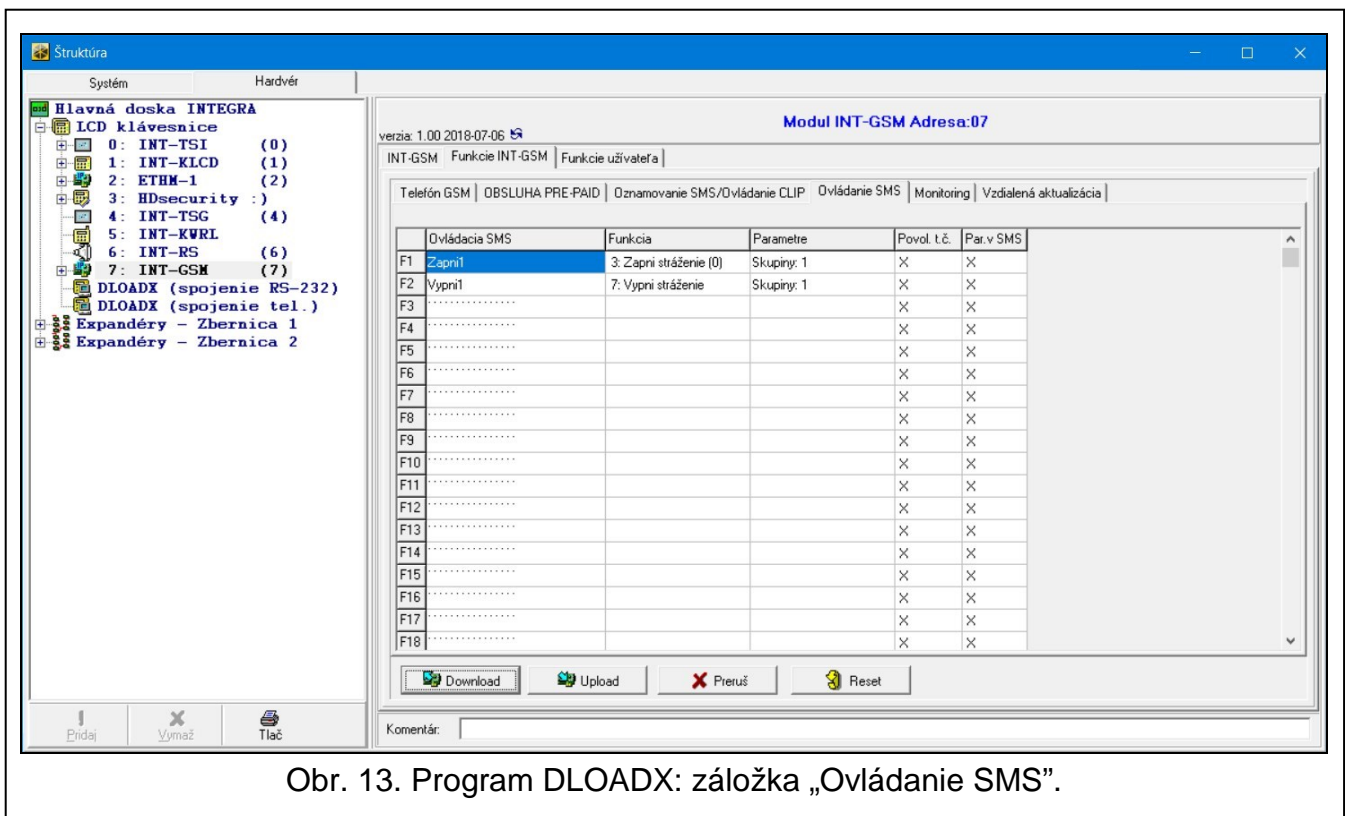 Štruktúra
Systém Hardvér
Hlavná doska INTEGRA
LCD klávesnice
0: INT-TSI (0)
1: INT-KLCD (1)
2: ETHM-1 (2)
3: HDsecurity :)
4: INT-TSG (4)
5: INT-KWRL
6: INT-RS (6)
7: INT-GSM (7)
DLOADX (spojenie RS-232)
DLOADX (spojenie tel.)
Expandéry - Zbernica 1
Expandéry - Zbernica 2
Pridaj Vymaž Tlač
Modul INT-GSM Adresa:07
verzia: 1.00 2018-07-06
INT-GSM Funkcie INT-GSM Funkcie užívateľa
Telefón GSM OBSLUHA PRE-PAID Oznamovanie SMS/Ovládanie CLIP Ovládanie SMS Monitoring Vzdialená aktualizácia
Ovládacia SMS Funkcia Parametre Povol. t.č. Par.v SMS
F1 Zapni1 3: Zapni stráženie (0) Skupiny: 1 X X
F2 Vypni1 7: Vypni stráženie Skupiny: 1 X X
F3 X X
F4 X X
F5 X X
F6 X X
F7 X X
F8 X X
F9 X X
F10 X X
F11 X X
F12 X X
F13 X X
F14 X X
F15 X X
F16 X X
F17 X X
F18 X X
Download Upload Preruš Reset
Komentár:
Obr. 13. Program DLOADX: záložka „Ovládanie SMS”.